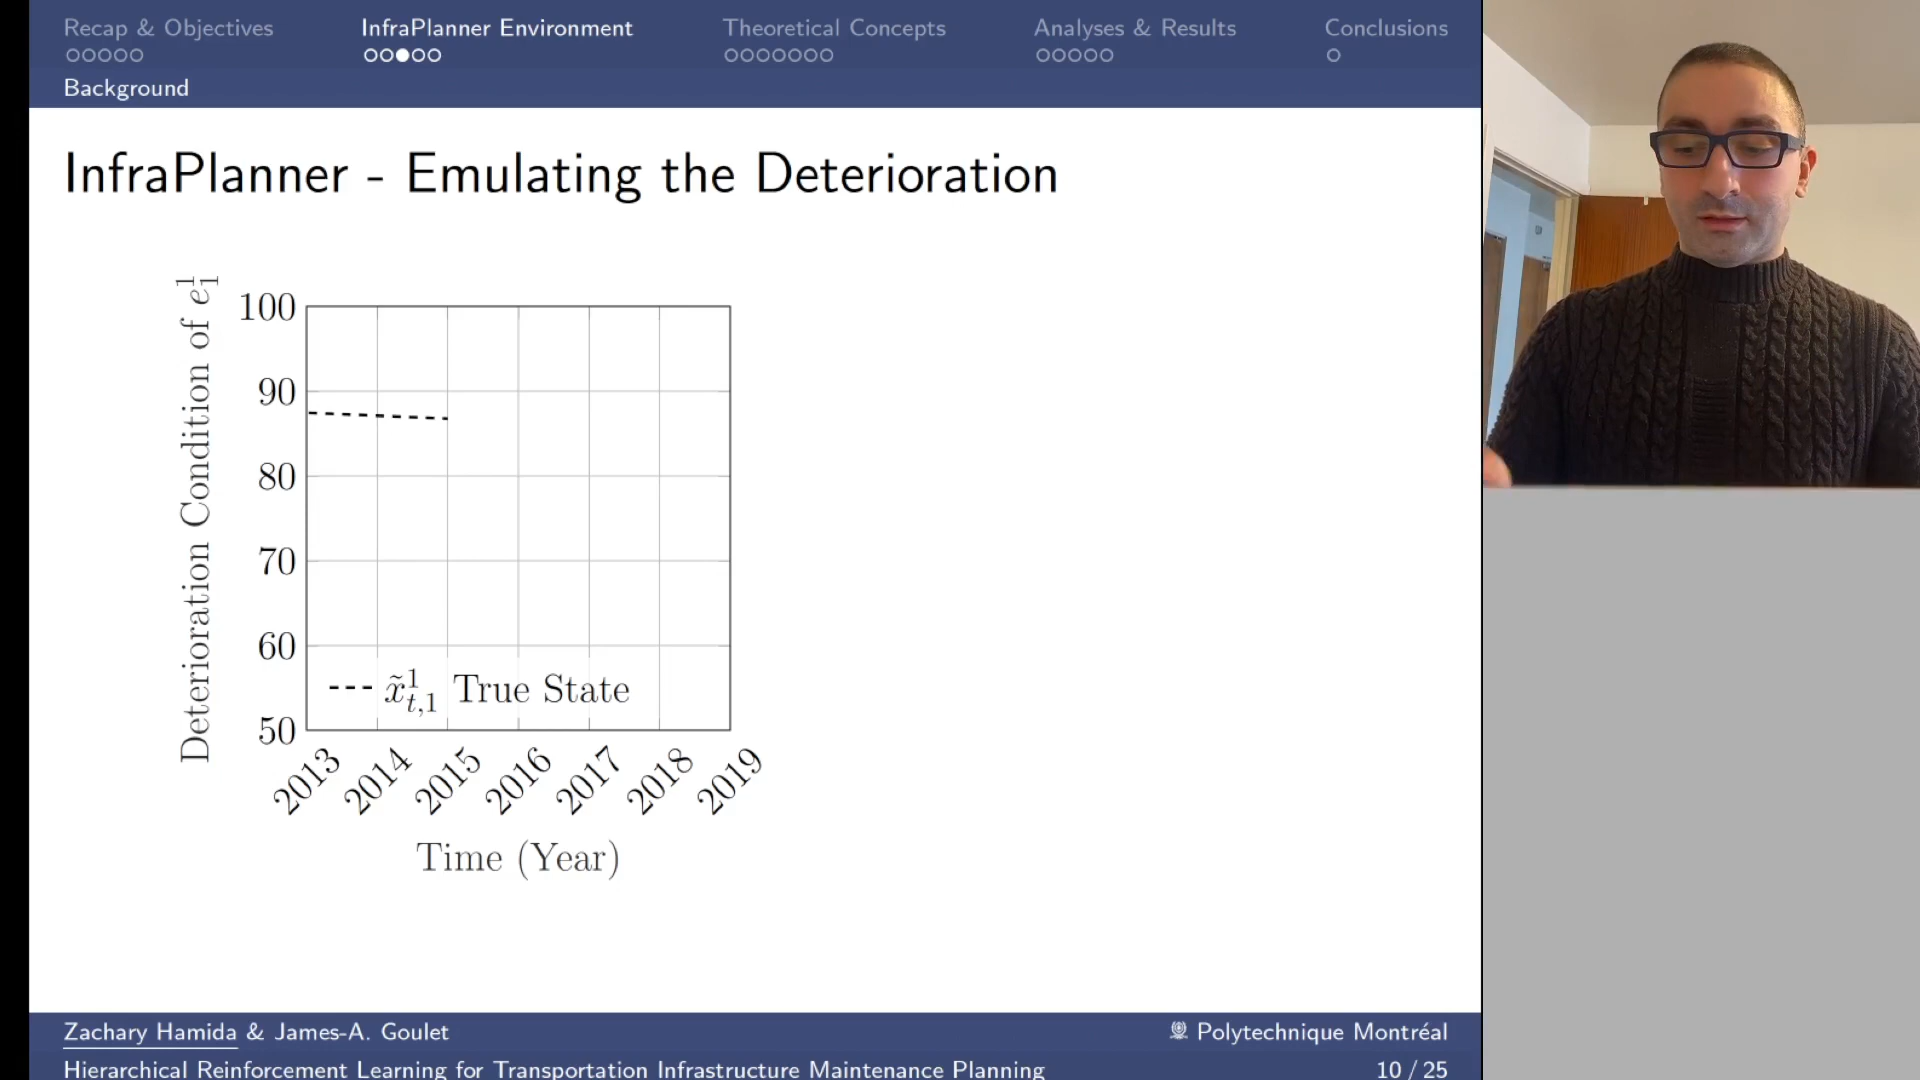 Recap & Objectives InfraPlanner Environment Theoretical Concepts Analyses & Results Conclusions
Background
InfraPlanner - Emulating the Deterioration
Deterioration Condition of e_1^1
100
90
80
70
60
50
x̃_{t,1}^1 True State
2013 2014 2015 2016 2017 2018 2019
Time (Year)
Zachary Hamida & James-A. Goulet Polytechnique Montréal
Hierarchical Reinforcement Learning for Transportation Infrastructure Maintenance Planning 10 / 25